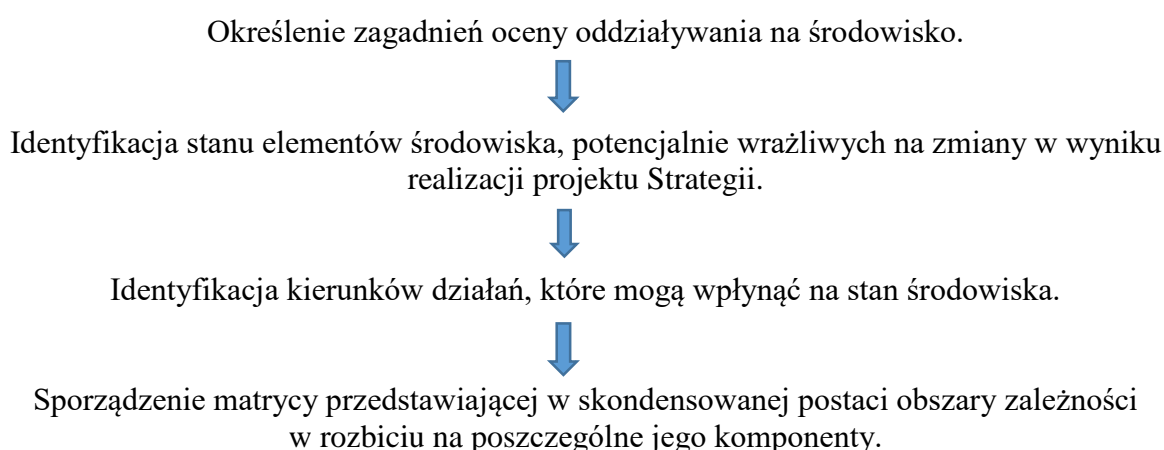 Określenie zagadnień oceny oddziaływania na środowisko.
Identyfikacja stanu elementów środowiska, potencjalnie wrażliwych na zmiany w wyniku
realizacji projektu Strategii.
Identyfikacja kierunków działań, które mogą wpłynąć na stan środowiska.
Sporządzenie matrycy przedstawiającej w skondensowanej postaci obszary zależności
w rozbiciu na poszczególne jego komponenty.